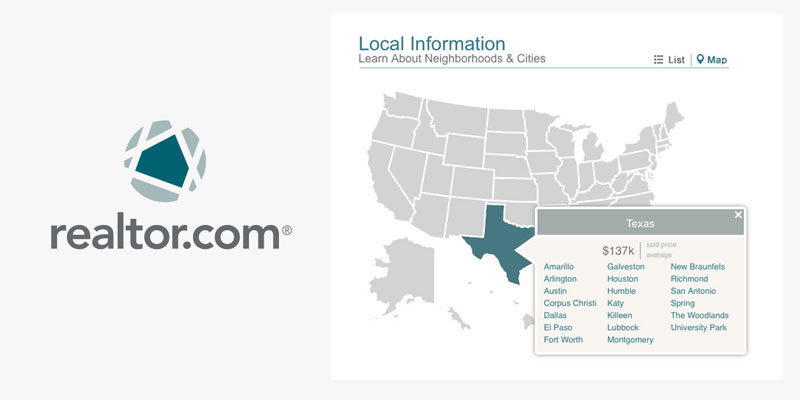 realtor.com®
Local Information
Learn About Neighborhoods & Cities
List | Map
Texas
$137k
sold price
average
Amarillo
Arlington
Austin
Corpus Christi
Dallas
El Paso
Fort Worth
Galveston
Houston
Humble
Katy
Killeen
Lubbock
Montgomery
New Braunfels
Richmond
San Antonio
Spring
The Woodlands
University Park